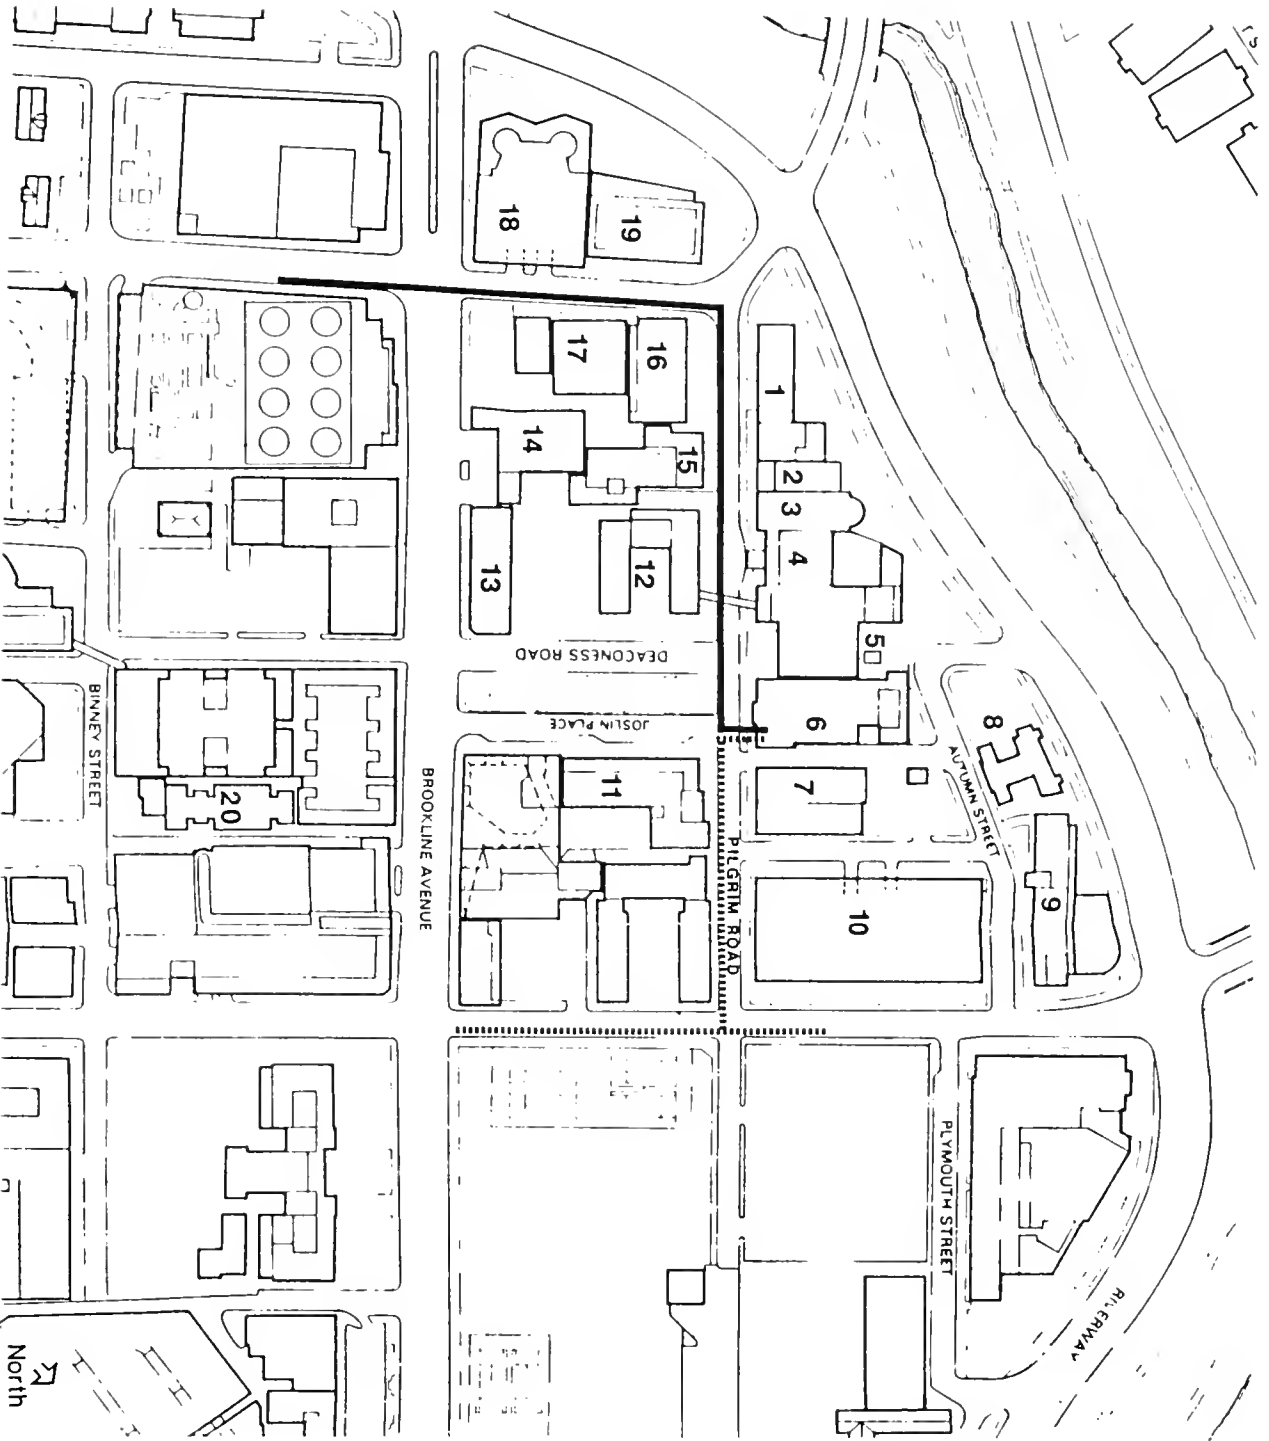 18
19
17
16
1
14
15
2
3
13
12
4
5
DEACONESS ROAD
JOSLIN PLACE
6
8
BINNEY STREET
20
BROOKLINE AVENUE
11
7
AUTUMN STREET
PILGRIM ROAD
10
9
PLYMOUTH STREET
RIVERWAY
North